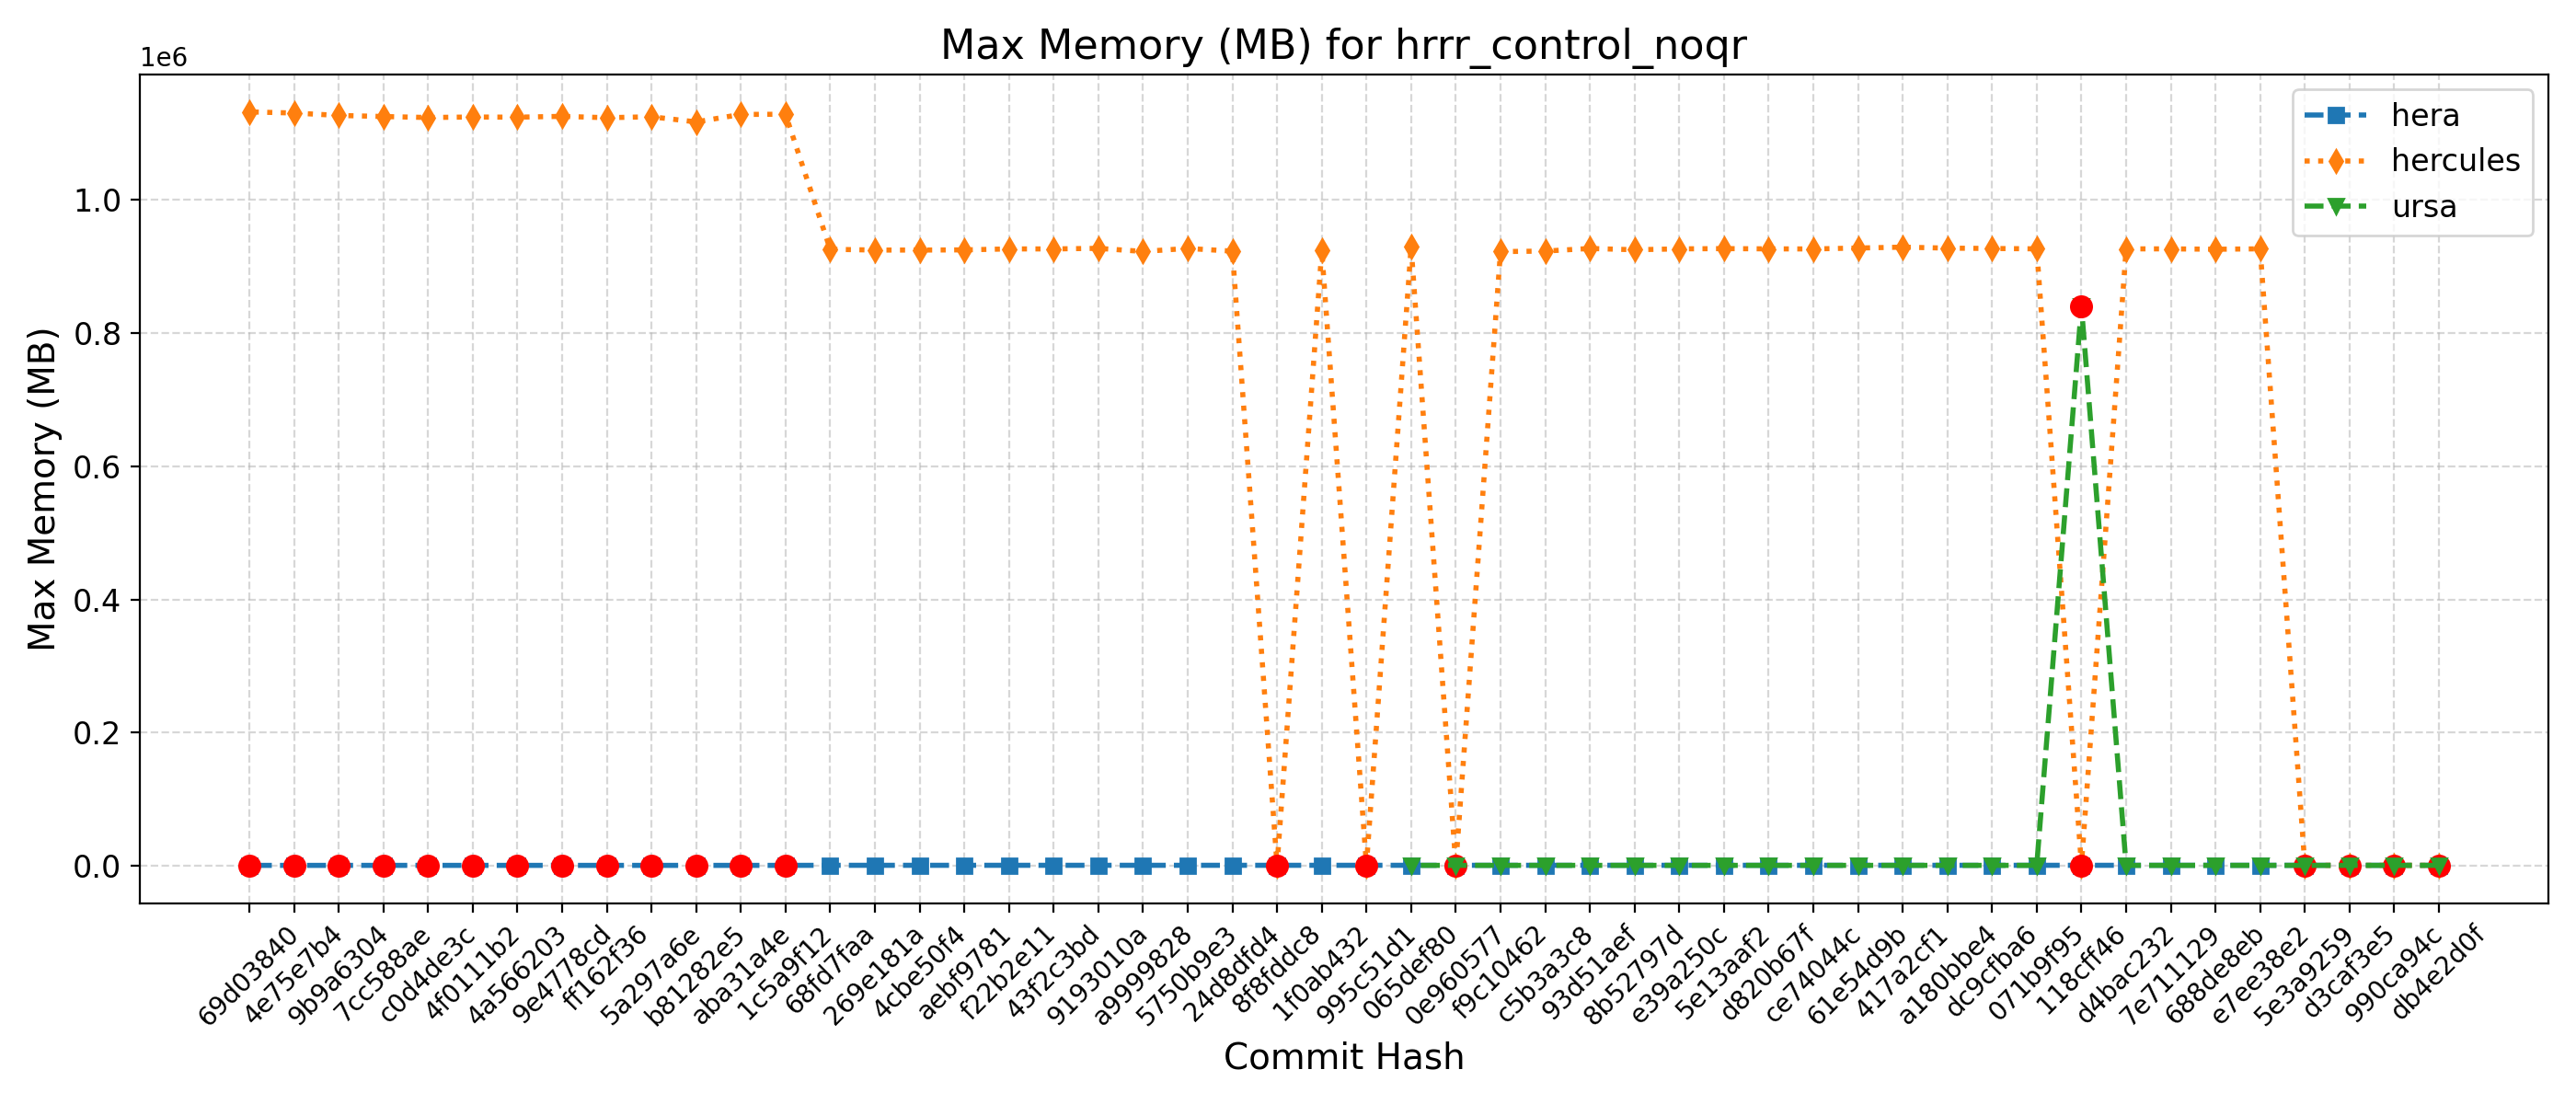 Max Memory (MB) for hrrr_control_noqr
1e6
Max Memory (MB)
1.0
0.8
0.6
0.4
0.2
0.0
hera
hercules
ursa
69d03840
4e75e7b4
9b9a6304
7cc588ae
c0d4de3c
4f0111b2
4a566203
9e4778cd
ff162f36
5a297a6e
b81282e5
aba31a4e
1c5a9f12
68fd7faa
269e181a
4cbe50f4
aebf9781
f22b2e11
43f2c3bd
9193010a
a9999828
5750b9e3
24d8dfd4
8f8fddc8
1f0ab432
995c51d1
065def80
0e960577
f9c10462
c5b3a3c8
93d51aef
8b52797d
e39a250c
5e13aaf2
d820b67f
ce74044c
61e54d9b
417a2cf1
a180bbe4
dc9cfba6
071b9f95
118cff46
d4bac232
7e711129
688de8eb
e7ee38e2
5e3a9259
d3caf3e5
990ca94c
db4e2d0f
Commit Hash